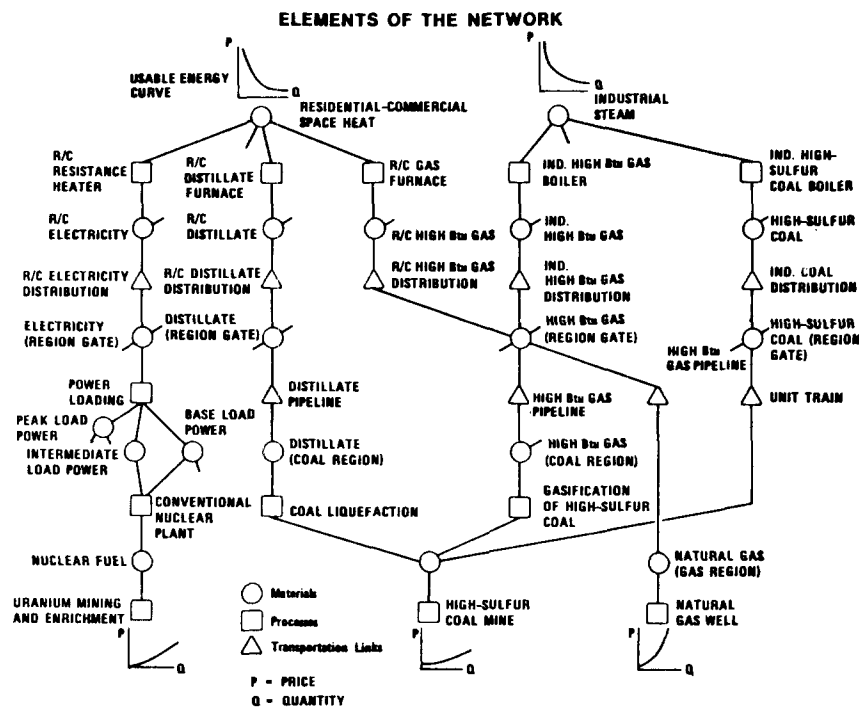 ELEMENTS OF THE NETWORK
P
Q
USABLE ENERGY
CURVE
P
Q
RESIDENTIAL-COMMERCIAL
SPACE HEAT
INDUSTRIAL
STEAM
R/C
RESISTANCE
HEATER
R/C
DISTILLATE
FURNACE
R/C GAS
FURNACE
IND. HIGH Btu GAS
BOILER
IND. HIGH-
SULFUR
COAL BOILER
R/C
ELECTRICITY
R/C
DISTILLATE
R/C HIGH Btu GAS
IND.
HIGH Btu GAS
HIGH-SULFUR
COAL
R/C ELECTRICITY
DISTRIBUTION
R/C DISTILLATE
DISTRIBUTION
R/C HIGH Btu GAS
DISTRIBUTION
IND.
HIGH Btu GAS
DISTRIBUTION
IND. COAL
DISTRIBUTION
ELECTRICITY
(REGION GATE)
DISTILLATE
(REGION GATE)
HIGH Btu GAS
(REGION GATE)
HIGH-SULFUR
COAL (REGION
GATE)
HIGH Btu
GAS PIPELINE
POWER
LOADING
DISTILLATE
PIPELINE
HIGH Btu GAS
PIPELINE
UNIT TRAIN
PEAK LOAD
POWER
BASE LOAD
POWER
INTERMEDIATE
LOAD POWER
DISTILLATE
(COAL REGION)
HIGH Btu GAS
(COAL REGION)
CONVENTIONAL
NUCLEAR
PLANT
COAL LIQUEFACTION
GASIFICATION
OF HIGH-SULFUR
COAL
NUCLEAR FUEL
NATURAL GAS
(GAS REGION)
URANIUM MINING
AND ENRICHMENT
Materials
Processes
Transportation Links
HIGH-SULFUR
COAL MINE
NATURAL
GAS WELL
P
Q
P
Q
P
Q
P = PRICE
Q = QUANTITY